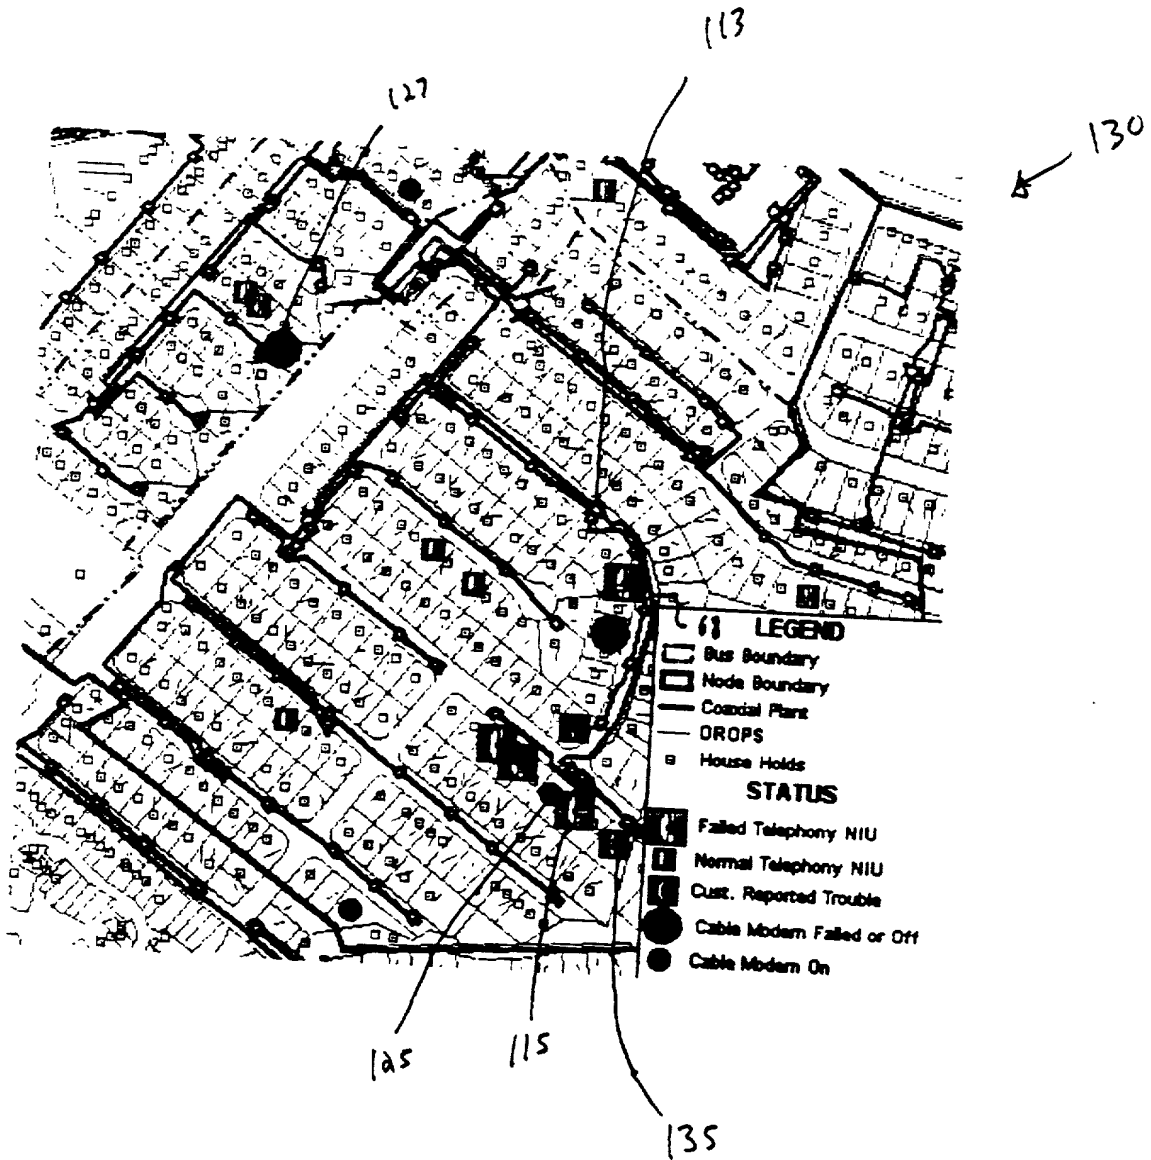 113
127
130
68 LEGEND
Bus Boundary
Node Boundary
Coaxial Plant
DROPS
House Holds
STATUS
Failed Telephony NIU
Normal Telephony NIU
Cust. Reported Trouble
Cable Modem Failed or Off
Cable Modem On
125
115
135